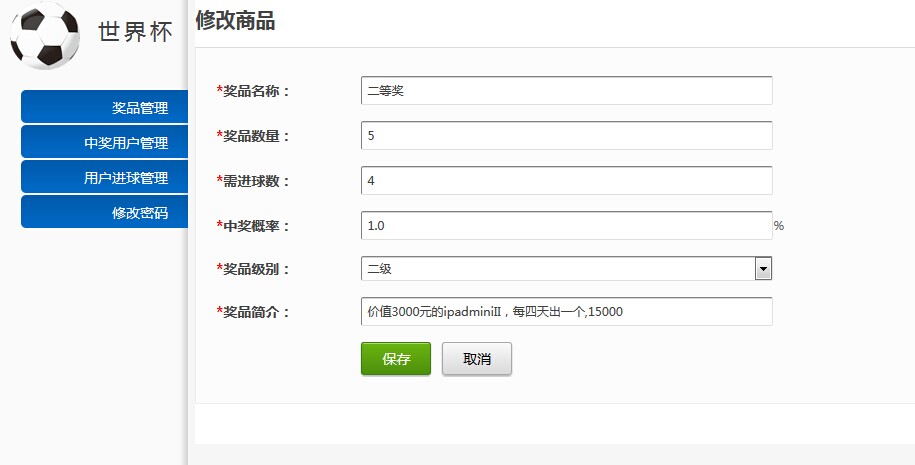 世界杯
奖品管理
中奖用户管理
用户进球管理
修改密码
修改商品
*奖品名称： 二等奖
*奖品数量： 5
*需进球数： 4
*中奖概率： 1.0 %
*奖品级别： 二级
*奖品简介： 价值3000元的ipadminiII，每四天出一个,15000
保存 取消